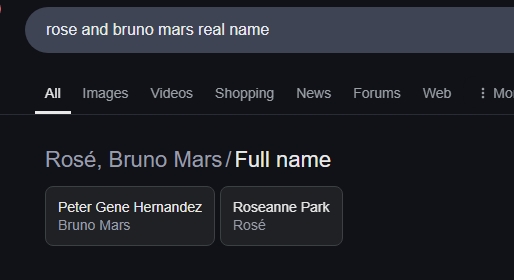 rose and bruno mars real name
All Images Videos Shopping News Forums Web Mo
Rosé, Bruno Mars/Full name
Peter Gene Hernandez Roseanne Park
Bruno Mars Rosé